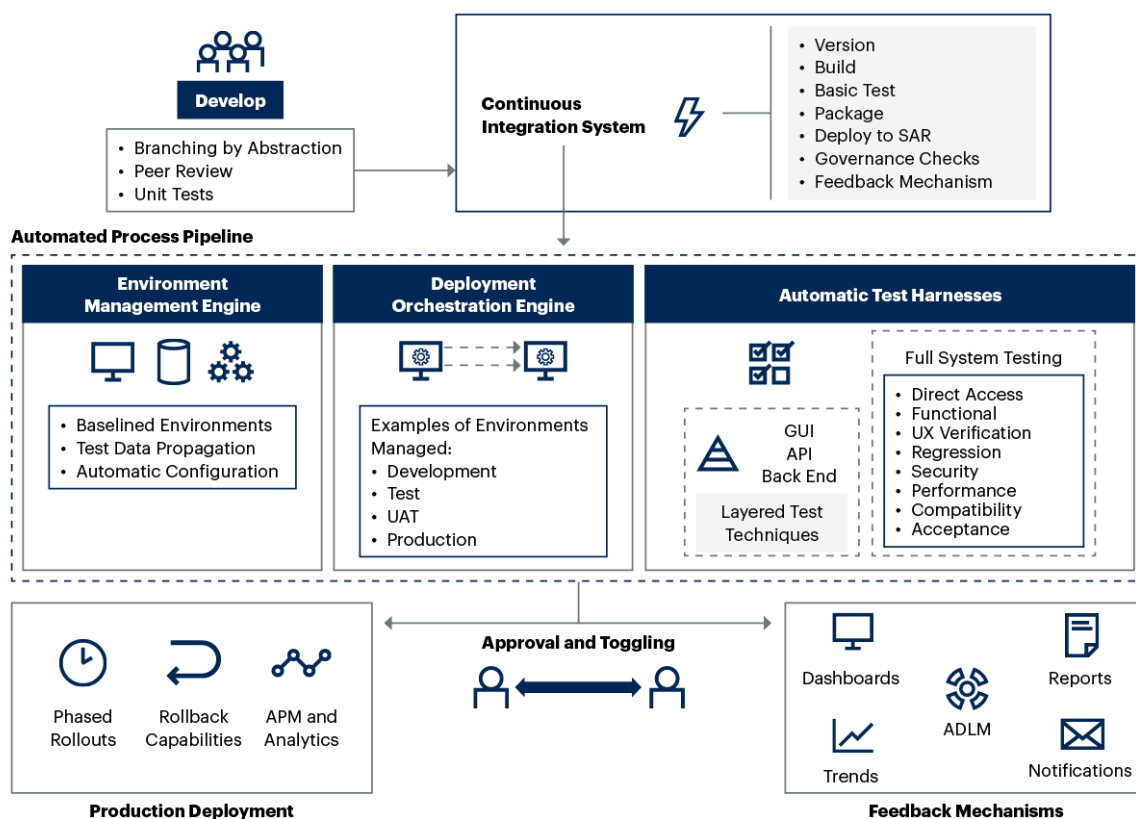 Develop
• Branching by Abstraction
• Peer Review
• Unit Tests
Continuous
Integration System
• Version
• Build
• Basic Test
• Package
• Deploy to SAR
• Governance Checks
• Feedback Mechanism
Automated Process Pipeline
Environment
Management Engine
• Baselined Environments
• Test Data Propagation
• Automatic Configuration
Deployment
Orchestration Engine
Examples of Environments
Managed:
• Development
• Test
• UAT
• Production
Automatic Test Harnesses
GUI
API
Back End
Layered Test
Techniques
Full System Testing
• Direct Access
• Functional
• UX Verification
• Regression
• Security
• Performance
• Compatibility
• Acceptance
Phased
Rollouts
Rollback
Capabilities
APM and
Analytics
Production Deployment
Approval and Toggling
Dashboards
Reports
ADLM
Trends
Notifications
Feedback Mechanisms